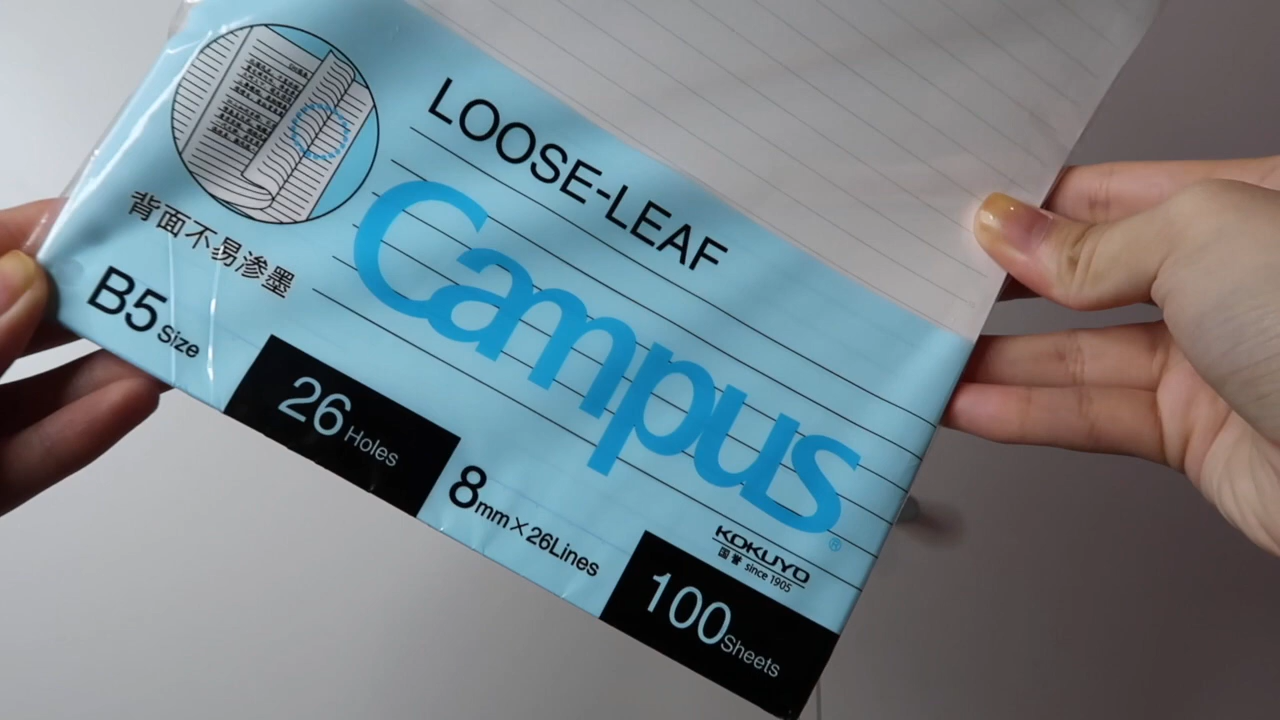 LOOSE-LEAF
Campus®
背面不易渗墨
B5 Size
26 Holes
8mm×26Lines
KOKUYO
国誉 since 1905
100 Sheets